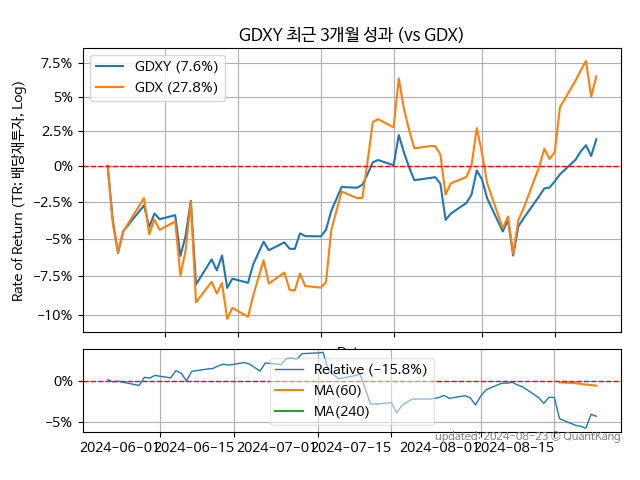 GDXY 최근 3개월 성과 (vs GDX)
Rate of Return (TR: 배당재투자, Log)
7.5%
5%
2.5%
0%
−2.5%
−5%
−7.5%
−10%
GDXY (7.6%)
GDX (27.8%)
0%
−5%
Relative (−15.8%)
MA(60)
MA(240)
2024−06−01
2024−06−15
2024−07−01
2024−07−15
2024−08−01
2024−08−15
updated: 2024−08−23 © QuantKang